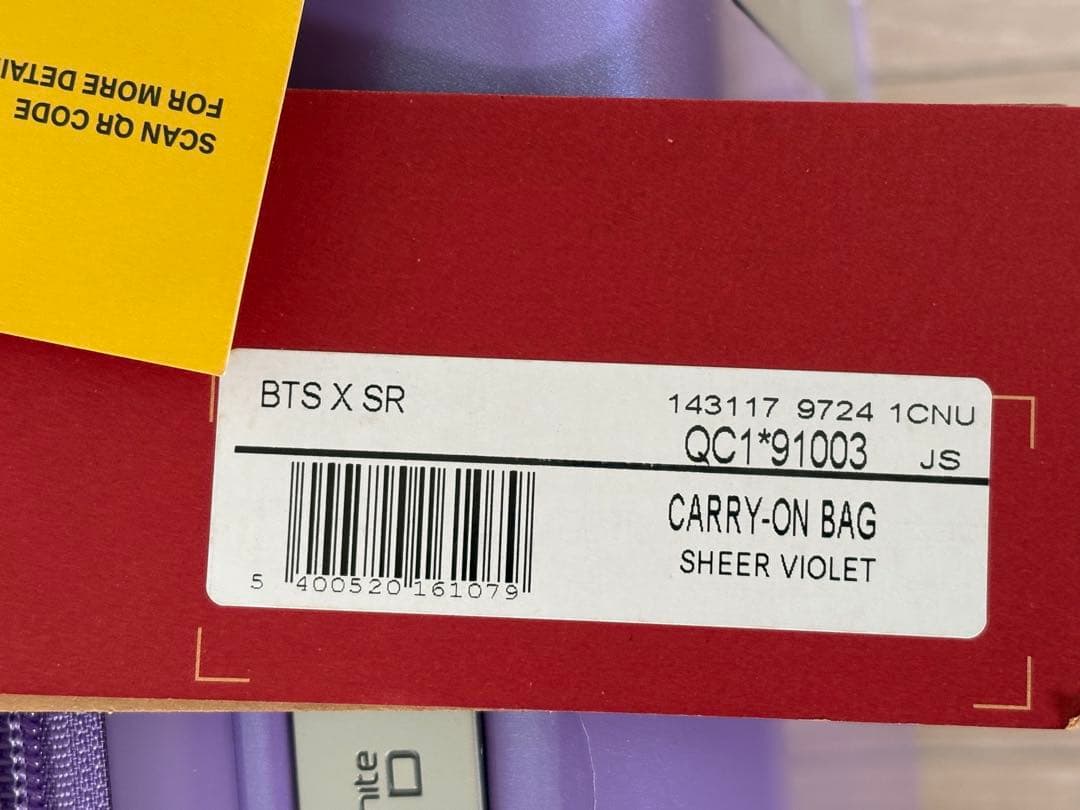 SCAN QR CODE
FOR MORE
BTS X SR
143117 9724 1CNU
QC1*91003 JS
CARRY-ON BAG
SHEER VIOLET
5 400520 161079